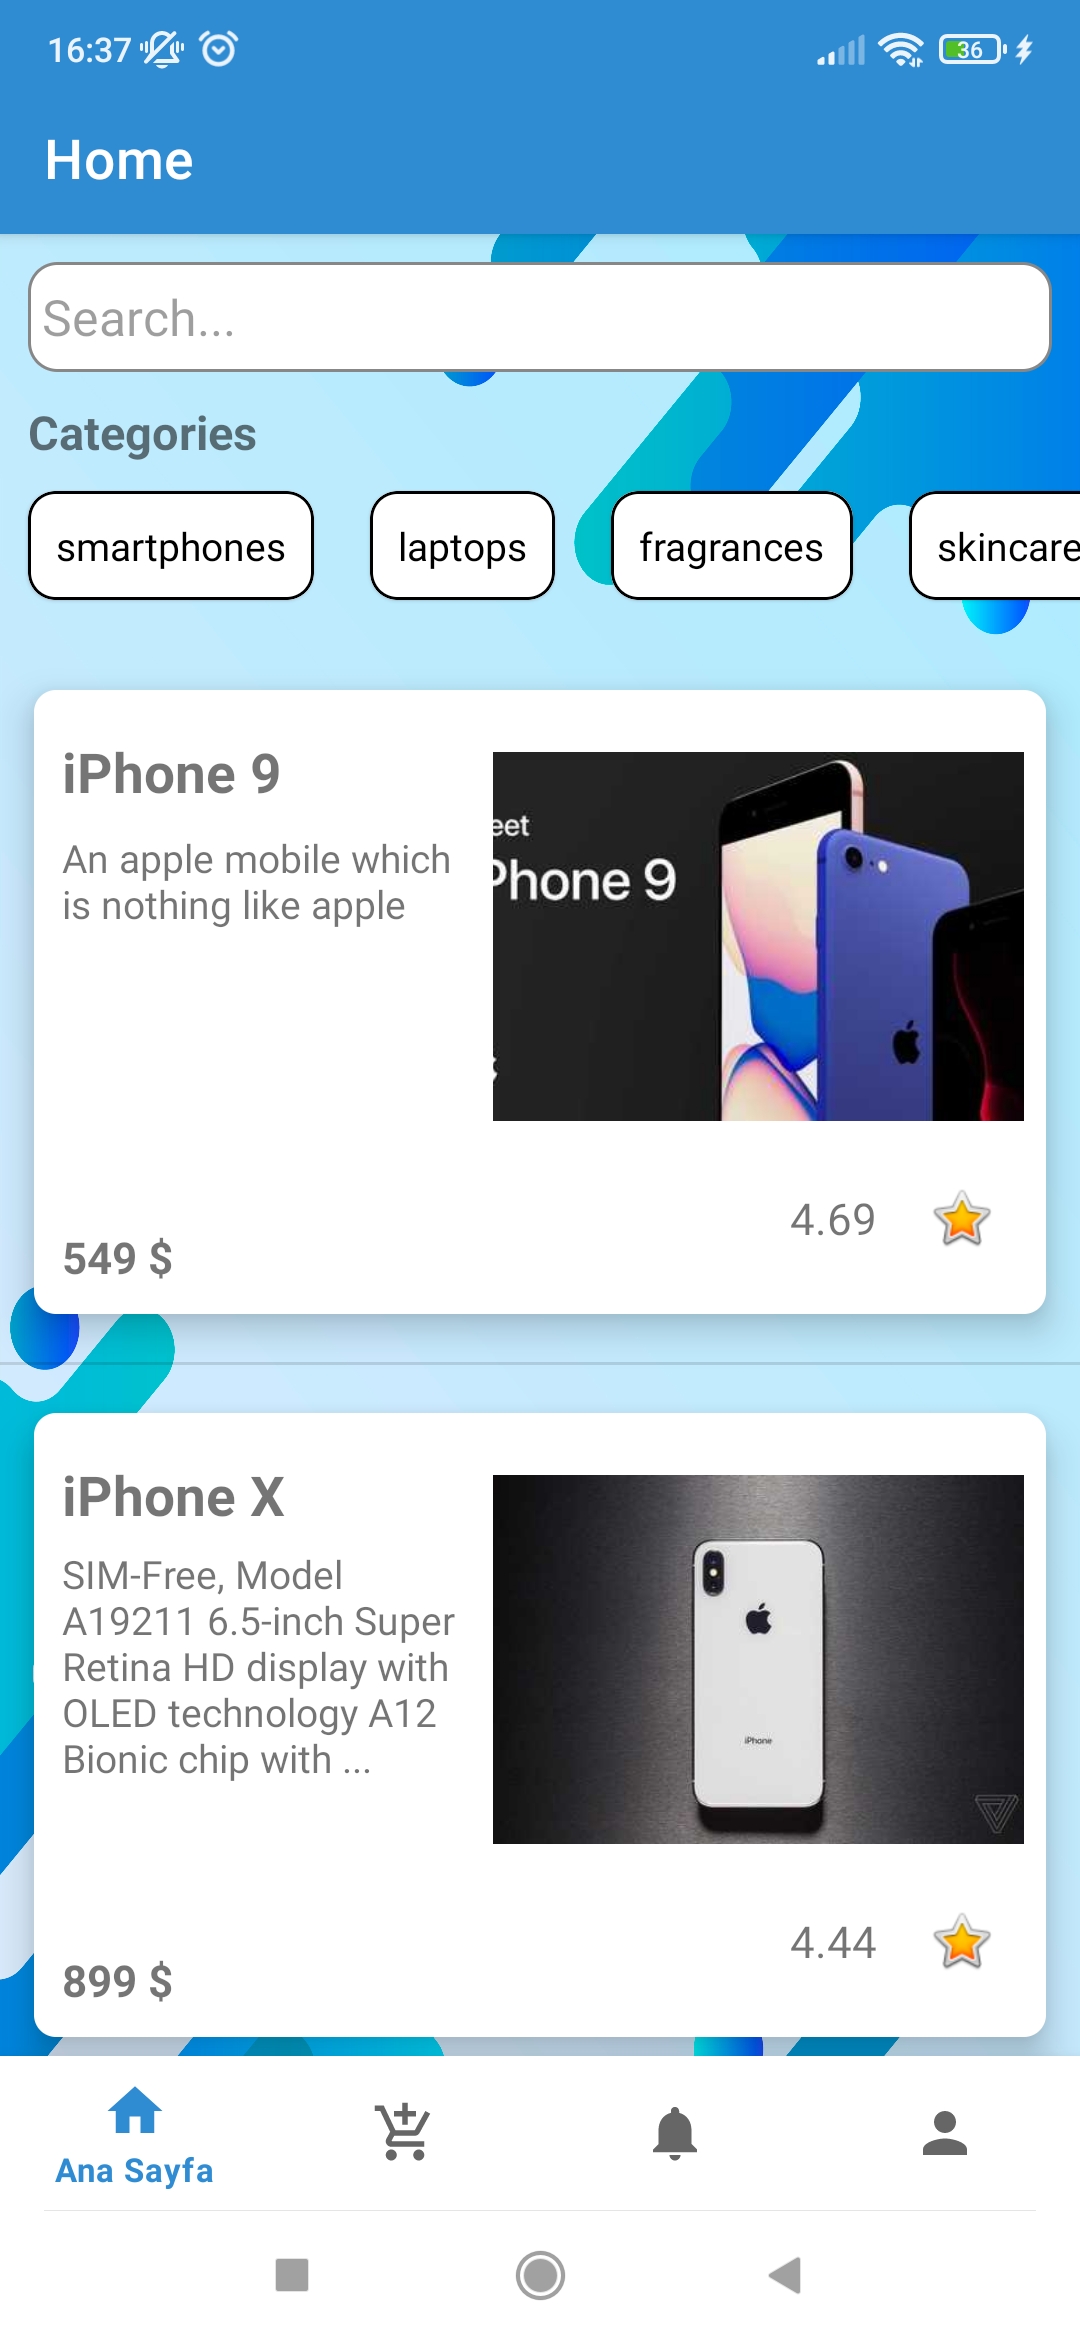 16:37
36
Home
Search...
Categories
smartphones
laptops
fragrances
skincare
iPhone 9
An apple mobile which
is nothing like apple
eet
Phone 9
549 $
4.69
iPhone X
SIM-Free, Model
A19211 6.5-inch Super
Retina HD display with
OLED technology A12
Bionic chip with ...
iPhone
899 $
4.44
Ana Sayfa